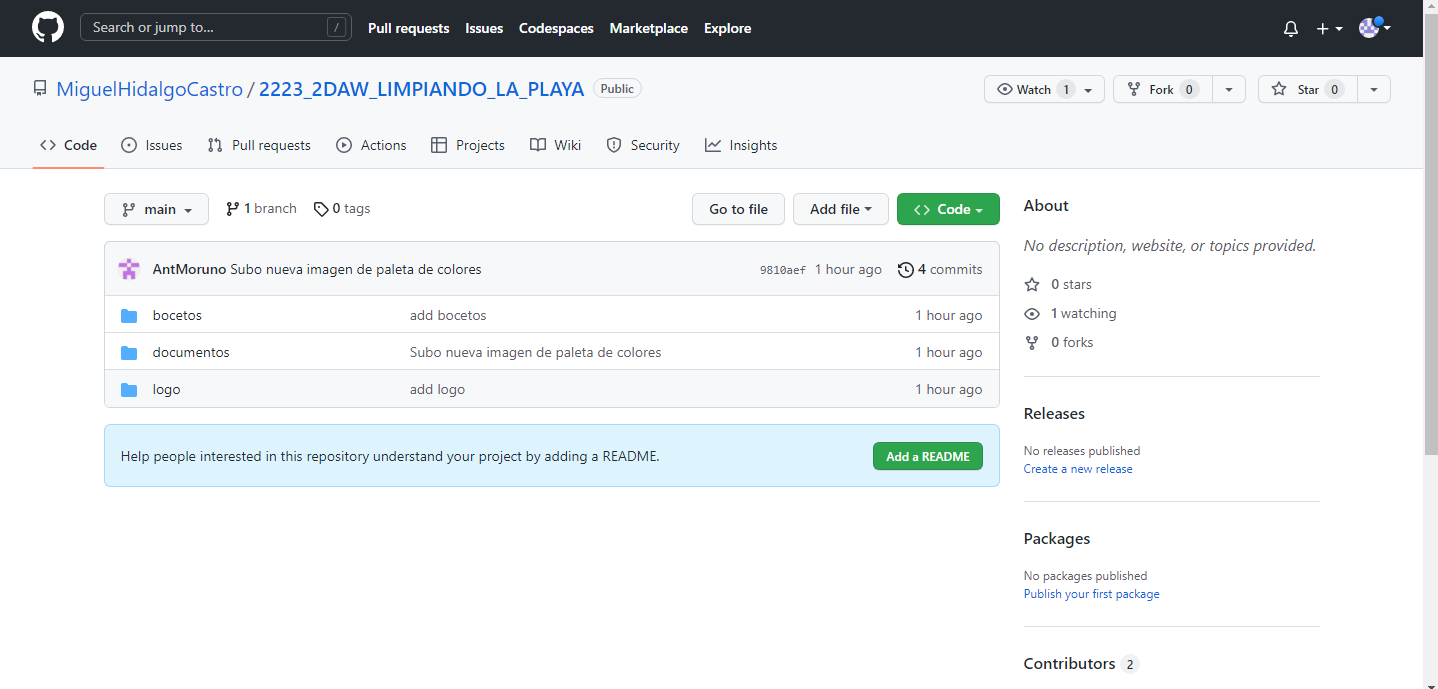 Search or jump to... / Pull requests Issues Codespaces Marketplace Explore
MiguelHidalgoCastro / 2223_2DAW_LIMPIANDO_LA_PLAYA Public Watch 1 Fork 0 Star 0
Code Issues Pull requests Actions Projects Wiki Security Insights
main 1 branch 0 tags Go to file Add file Code
AntMoruno Subo nueva imagen de paleta de colores 9810aef 1 hour ago 4 commits
bocetos add bocetos 1 hour ago
documentos Subo nueva imagen de paleta de colores 1 hour ago
logo add logo 1 hour ago
Help people interested in this repository understand your project by adding a README. Add a README
About
No description, website, or topics provided.
0 stars
1 watching
0 forks
Releases
No releases published
Create a new release
Packages
No packages published
Publish your first package
Contributors 2